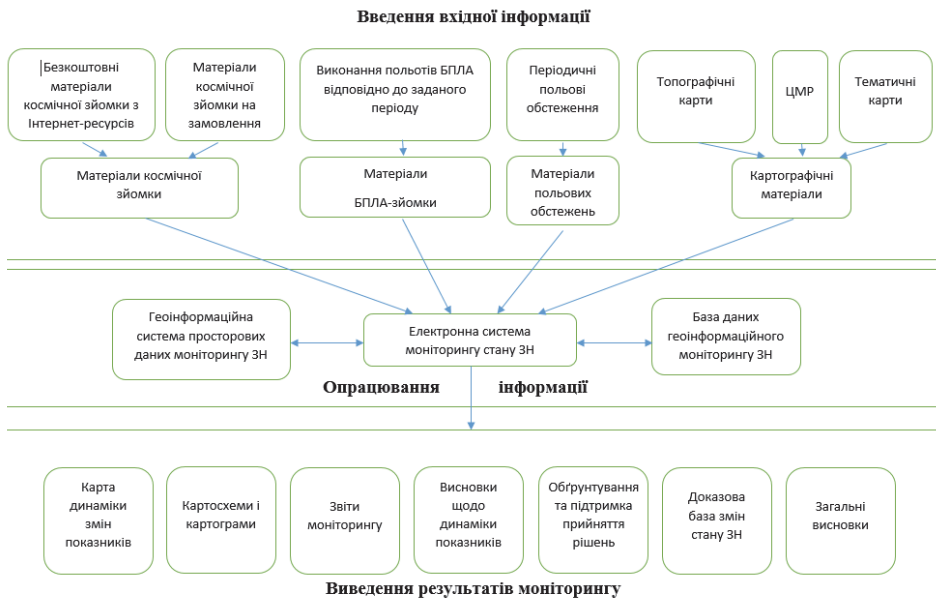 Введення вхідної інформації
Безкоштовні
матеріали
космічної зйомки з
Інтернет-ресурсів
Матеріали
космічної
зйомки на
замовлення
Виконання польотів БПЛА
відповідно до заданого
періоду
Періодичні
польові
обстеження
Топографічні
карти
ЦМР
Тематичні
карти
Матеріали космічної
зйомки
Матеріали
БПЛА-зйомки
Матеріали
польових
обстежень
Картографічні
матеріали
Геоінформаційна
система просторових
даних моніторингу ЗН
Електронна система
моніторингу стану ЗН
База даних
геоінформаційного
моніторингу ЗН
Опрацювання інформації
Карта
динаміки
змін
показників
Картосхеми і
картограми
Звіти
моніторингу
Висновки
щодо
динаміки
показників
Обґрунтування
та підтримка
прийняття
рішень
Доказова
база змін
стану ЗН
Загальні
висновки
Виведення результатів моніторингу